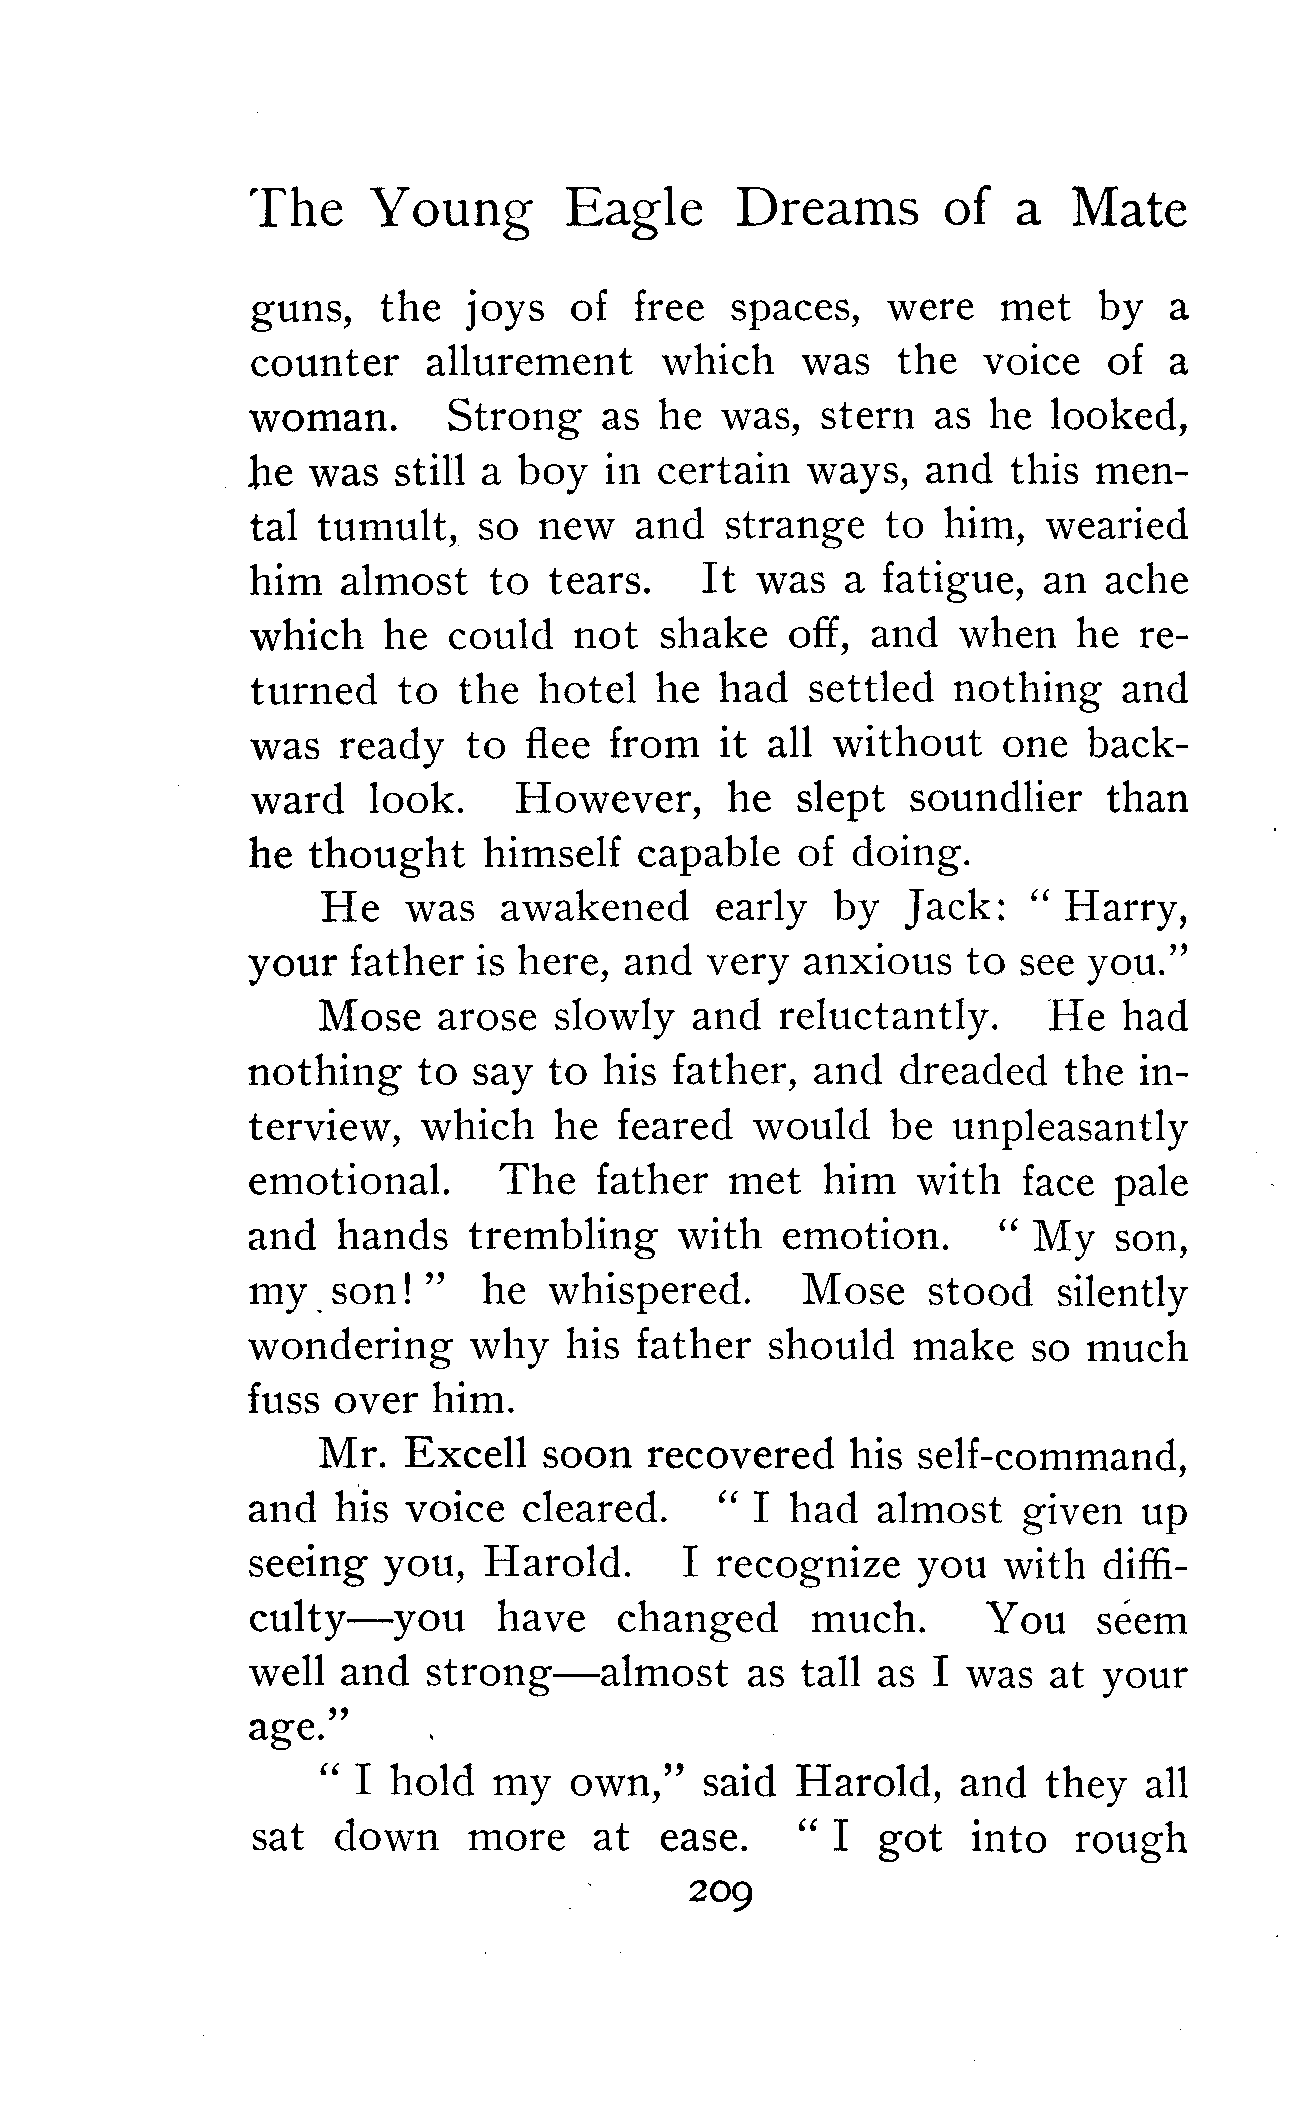 The Young Eagle Dreams of a Mate
guns, the joys of free spaces, were met by a
counter allurement which was the voice of a
woman. Strong as he was, stern as he looked,
he was still a boy in certain ways, and this men-
tal tumult, so new and strange to him, wearied
him almost to tears. It was a fatigue, an ache
which he could not shake off, and when he re-
turned to the hotel he had settled nothing and
was ready to flee from it all without one back-
ward look. However, he slept soundlier than
he thought himself capable of doing.
He was awakened early by Jack: " Harry,
your father is here, and very anxious to see you."
Mose arose slowly and reluctantly. He had
nothing to say to his father, and dreaded the in-
terview, which he feared would be unpleasantly
emotional. The father met him with face pale
and hands trembling with emotion. " My son,
my son! " he whispered. Mose stood silently
wondering why his father should make so much
fuss over him.
Mr. Excell soon recovered his self-command,
and his voice cleared. " I had almost given up
seeing you, Harold. I recognize you with diffi-
culty—you have changed much. You seem
well and strong—almost as tall as I was at your
age."
" I hold my own," said Harold, and they all
sat down more at ease. " I got into rough
209